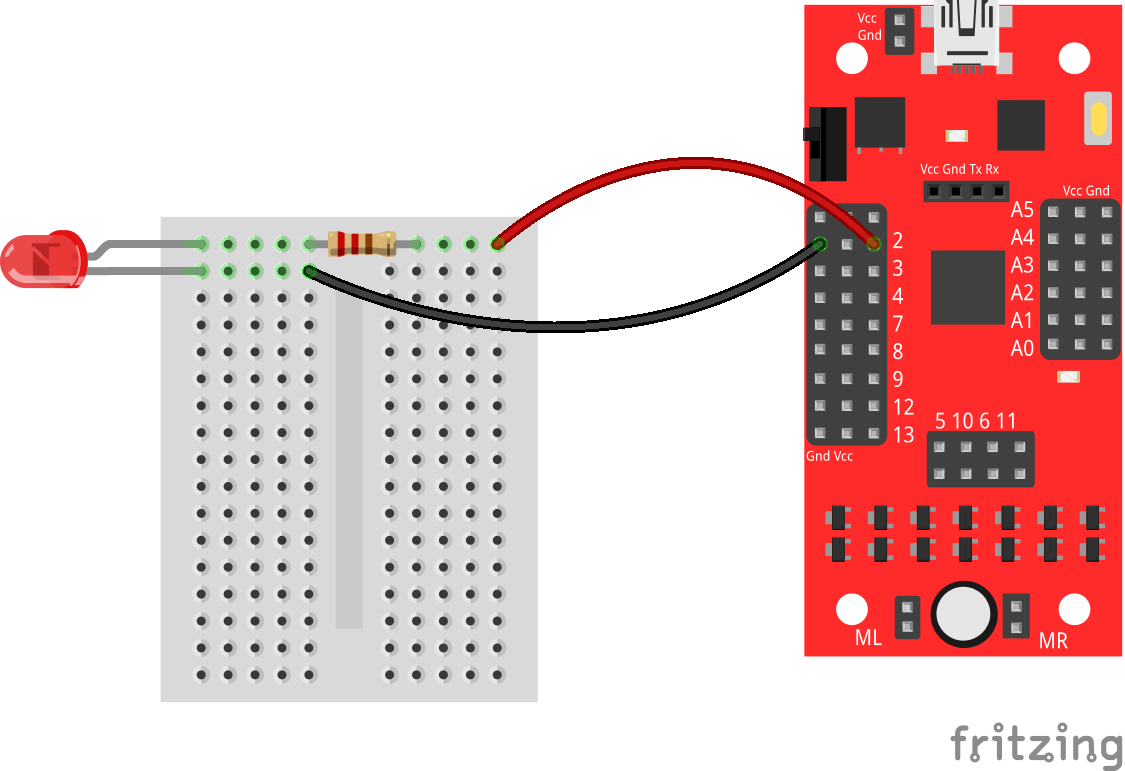 Vcc
Gnd
Vcc Gnd Tx Rx
Vcc Gnd
A5
A4
A3
A2
A1
A0
2
3
4
7
8
9
12
13
Gnd Vcc
5 10 6 11
ML
MR
fritzing